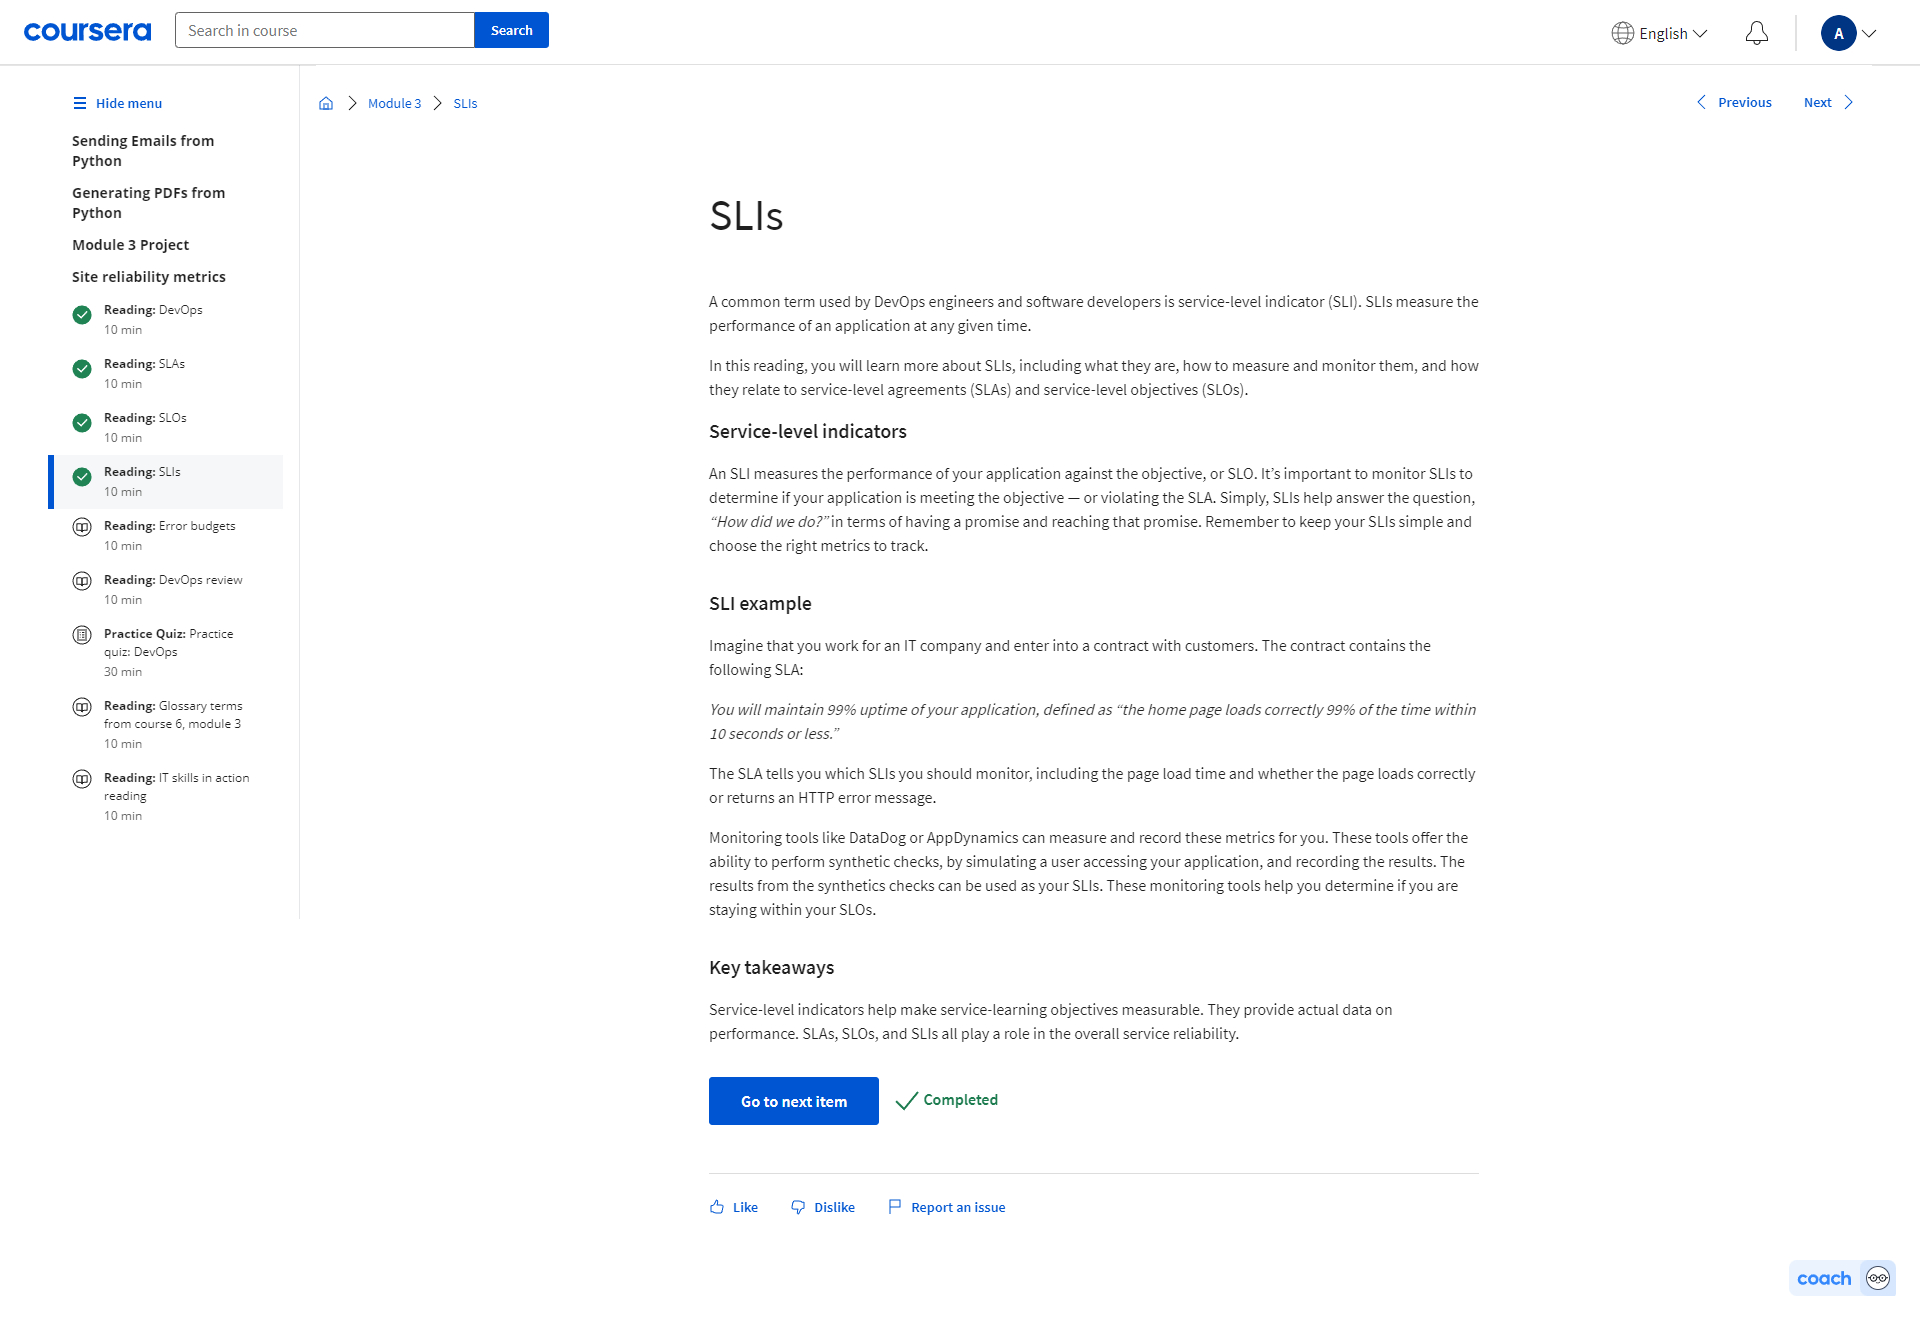 coursera
Search in course
Search
English
A
Hide menu
Sending Emails from
Python
Generating PDFs from
Python
Module 3 Project
Site reliability metrics
Reading: DevOps
10 min
Reading: SLAs
10 min
Reading: SLOs
10 min
Reading: SLIs
10 min
Reading: Error budgets
10 min
Reading: DevOps review
10 min
Practice Quiz: Practice
quiz: DevOps
30 min
Reading: Glossary terms
from course 6, module 3
10 min
Reading: IT skills in action
reading
10 min
Module 3
SLIs
Previous
Next
SLIs
A common term used by DevOps engineers and software developers is service-level indicator (SLI). SLIs measure the
performance of an application at any given time.
In this reading, you will learn more about SLIs, including what they are, how to measure and monitor them, and how
they relate to service-level agreements (SLAs) and service-level objectives (SLOs).
Service-level indicators
An SLI measures the performance of your application against the objective, or SLO. It’s important to monitor SLIs to
determine if your application is meeting the objective — or violating the SLA. Simply, SLIs help answer the question,
“How did we do?” in terms of having a promise and reaching that promise. Remember to keep your SLIs simple and
choose the right metrics to track.
SLI example
Imagine that you work for an IT company and enter into a contract with customers. The contract contains the
following SLA:
You will maintain 99% uptime of your application, defined as “the home page loads correctly 99% of the time within
10 seconds or less.”
The SLA tells you which SLIs you should monitor, including the page load time and whether the page loads correctly
or returns an HTTP error message.
Monitoring tools like DataDog or AppDynamics can measure and record these metrics for you. These tools offer the
ability to perform synthetic checks, by simulating a user accessing your application, and recording the results. The
results from the synthetics checks can be used as your SLIs. These monitoring tools help you determine if you are
staying within your SLOs.
Key takeaways
Service-level indicators help make service-learning objectives measurable. They provide actual data on
performance. SLAs, SLOs, and SLIs all play a role in the overall service reliability.
Go to next item
Completed
Like
Dislike
Report an issue
coach